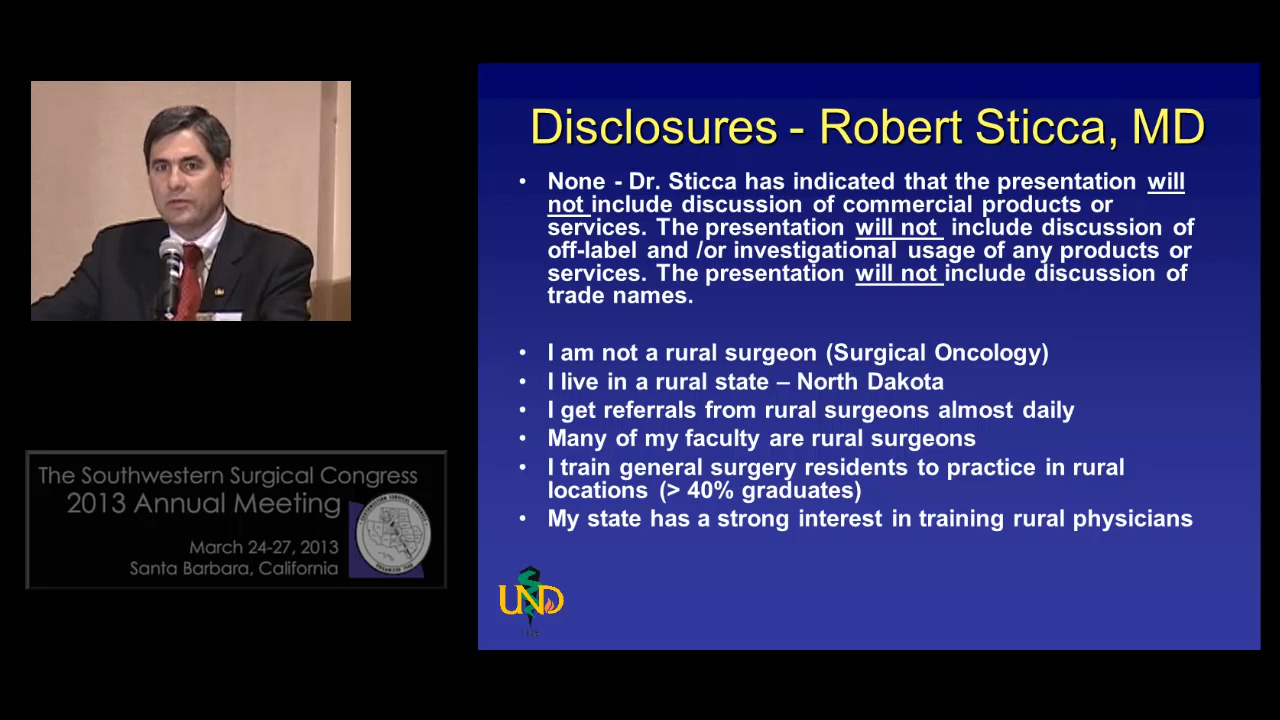 Disclosures - Robert Sticca, MD
• None - Dr. Sticca has indicated that the presentation will
not include discussion of commercial products or
services. The presentation will not include discussion of
off-label and /or investigational usage of any products or
services. The presentation will not include discussion of
trade names.
• I am not a rural surgeon (Surgical Oncology)
• I live in a rural state – North Dakota
• I get referrals from rural surgeons almost daily
• Many of my faculty are rural surgeons
• I train general surgery residents to practice in rural
locations (> 40% graduates)
• My state has a strong interest in training rural physicians
UND
The Southwestern Surgical Congress
2013 Annual Meeting
March 24-27, 2013
Santa Barbara, California